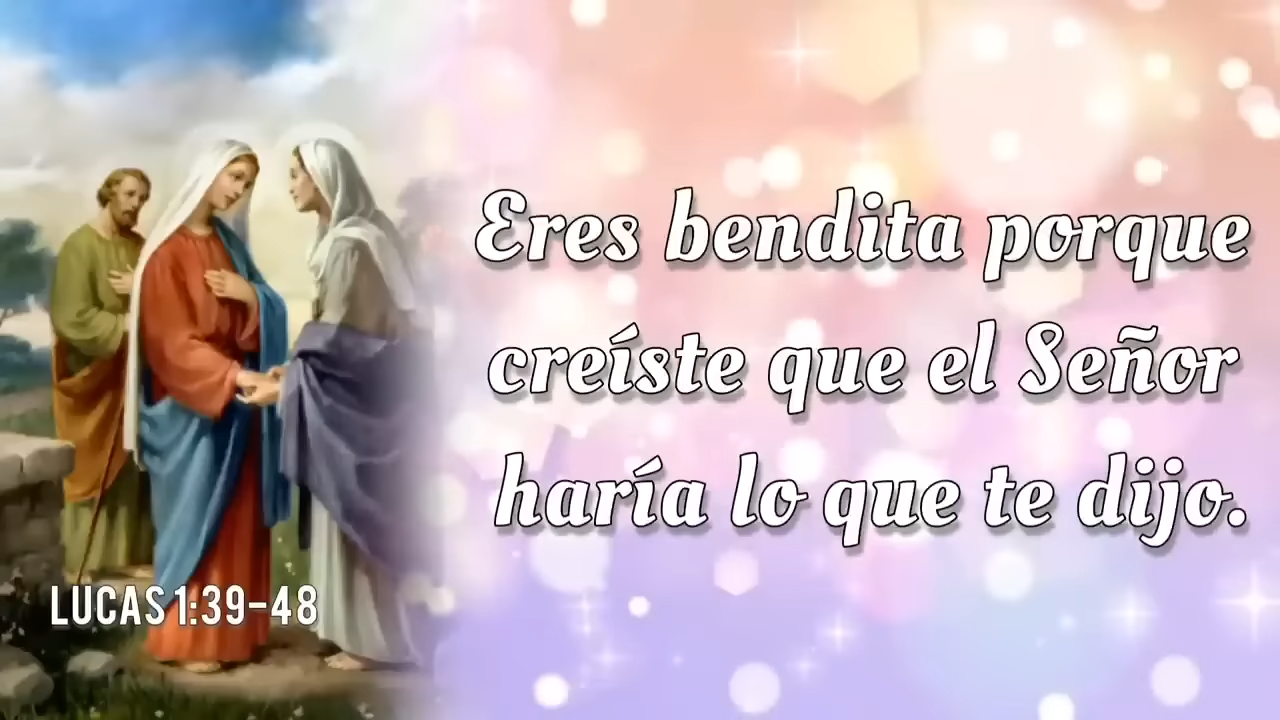 Eres bendita porque
creíste que el Señor
haría lo que te dijo.
LUCAS 1:39-48